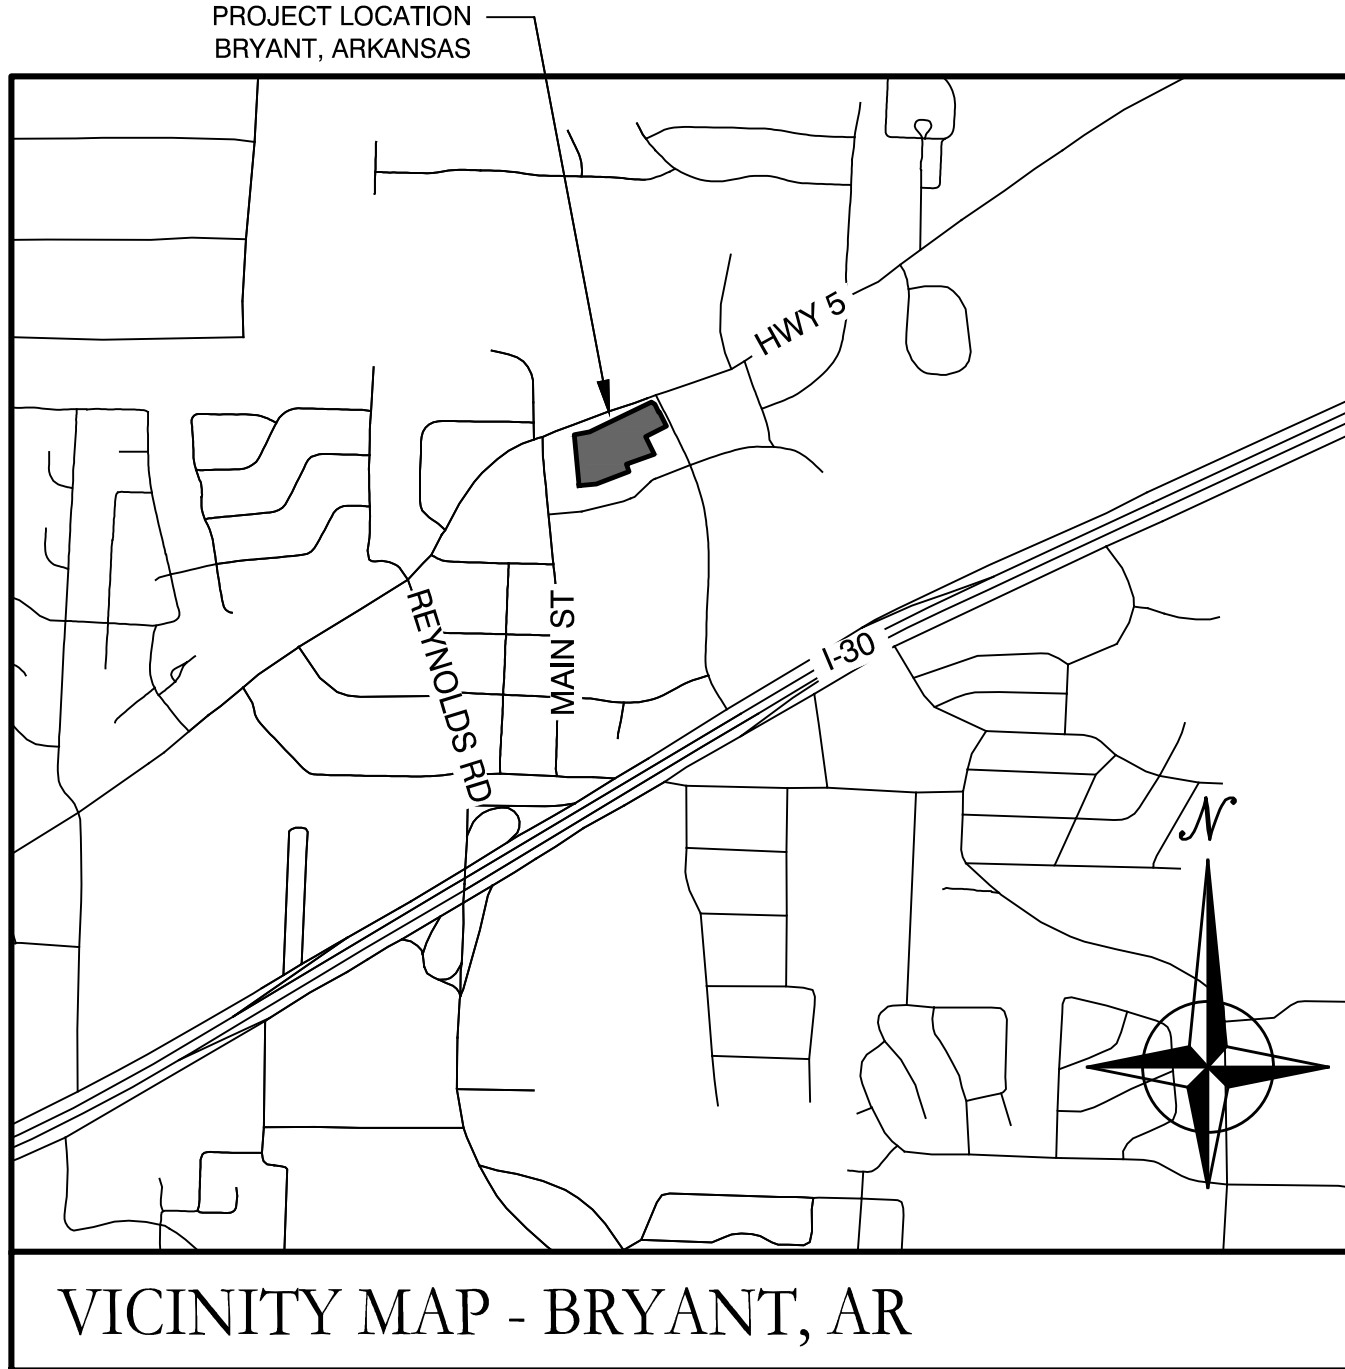 PROJECT LOCATION
BRYANT, ARKANSAS
HWY 5
REYNOLDS RD
MAIN ST
I-30
N
VICINITY MAP - BRYANT, AR